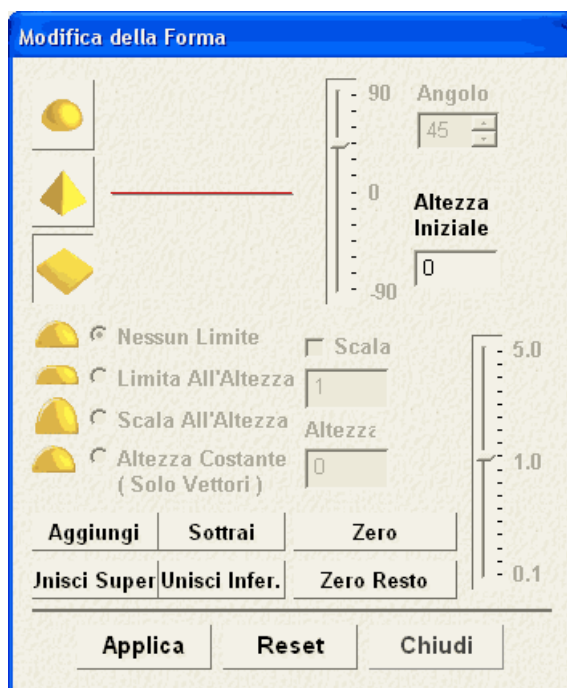 Modifica della Forma
90
0
-90
Angolo
45
Altezza
Iniziale
0
Nessun Limite
Limita All'Altezza
Scala All'Altezza
Altezza Costante
( Solo Vettori )
Scala
1
Altezza
0
5.0
1.0
0.1
Aggiungi
Sottrai
Zero
Jnisci Super
Unisci Infer.
Zero Resto
Applica
Reset
Chiudi